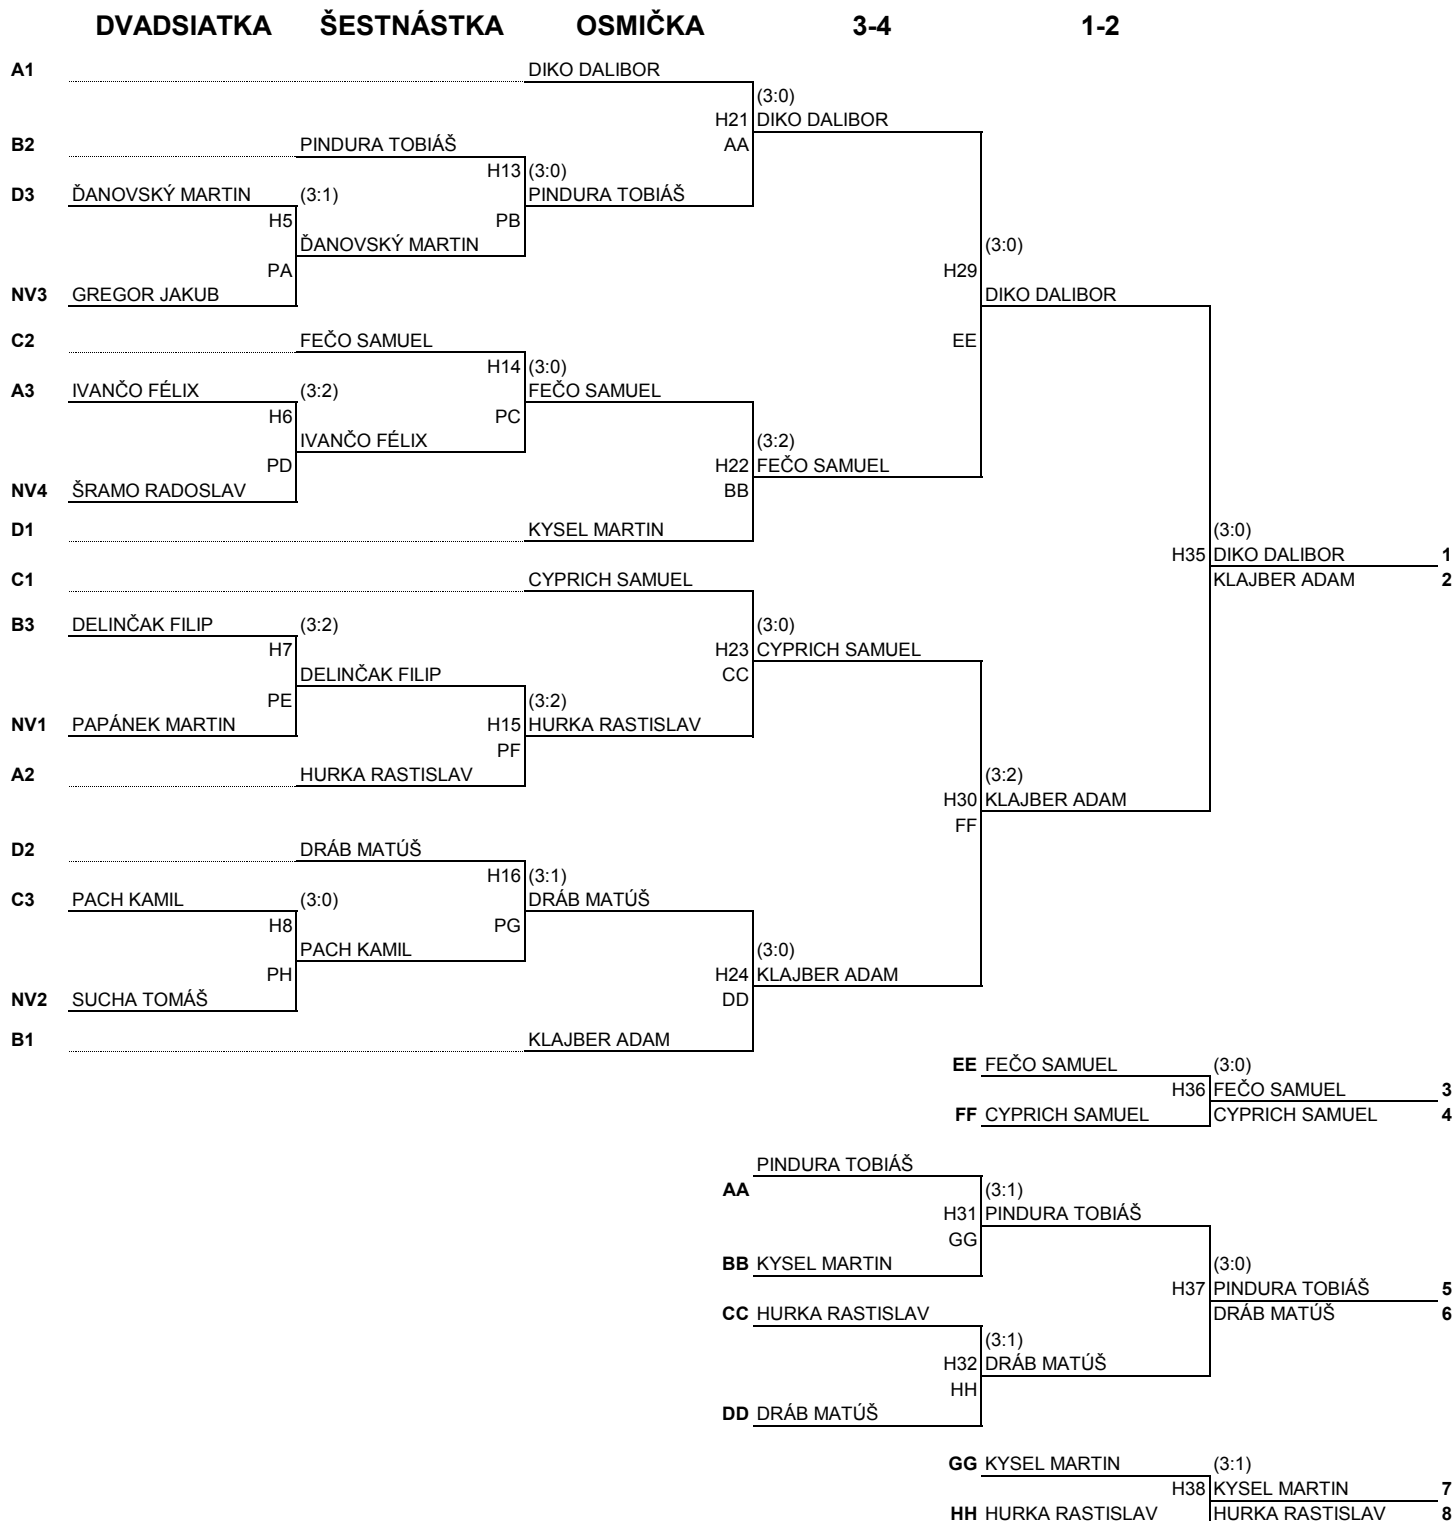 DVADSIATKA ŠESTNÁSTKA OSMIČKA 3-4 1-2
A1 DIKO DALIBOR
(3:0)
H21 DIKO DALIBOR
B2 PINDURA TOBIÁŠ AA
H13 (3:0)
D3 ĎANOVSKÝ MARTIN (3:1) PINDURA TOBIÁŠ
H5 PB
ĎANOVSKÝ MARTIN (3:0)
PA H29
NV3 GREGOR JAKUB DIKO DALIBOR
C2 FEČO SAMUEL EE
H14 (3:0)
A3 IVANČO FÉLIX (3:2) FEČO SAMUEL
H6 PC
IVANČO FÉLIX (3:2)
PD H22 FEČO SAMUEL
NV4 ŠRAMO RADOSLAV BB
D1 KYSEL MARTIN (3:0)
H35 DIKO DALIBOR 1
C1 CYPRICH SAMUEL KLAJBER ADAM 2
B3 DELINČAK FILIP (3:2) (3:0)
H7 H23 CYPRICH SAMUEL
DELINČAK FILIP CC
PE (3:2)
NV1 PAPÁNEK MARTIN H15 HURKA RASTISLAV
PF
A2 HURKA RASTISLAV (3:2)
H30 KLAJBER ADAM
FF
D2 DRÁB MATÚŠ
H16 (3:1)
C3 PACH KAMIL (3:0) DRÁB MATÚŠ
H8 PG
PACH KAMIL (3:0)
PH H24 KLAJBER ADAM
NV2 SUCHA TOMÁŠ DD
B1 KLAJBER ADAM
EE FEČO SAMUEL (3:0)
H36 FEČO SAMUEL 3
FF CYPRICH SAMUEL CYPRICH SAMUEL 4
PINDURA TOBIÁŠ
AA (3:1)
H31 PINDURA TOBIÁŠ
GG
BB KYSEL MARTIN (3:0)
H37 PINDURA TOBIÁŠ 5
CC HURKA RASTISLAV DRÁB MATÚŠ 6
(3:1)
H32 DRÁB MATÚŠ
HH
DD DRÁB MATÚŠ
GG KYSEL MARTIN (3:1)
H38 KYSEL MARTIN 7
HH HURKA RASTISLAV HURKA RASTISLAV 8